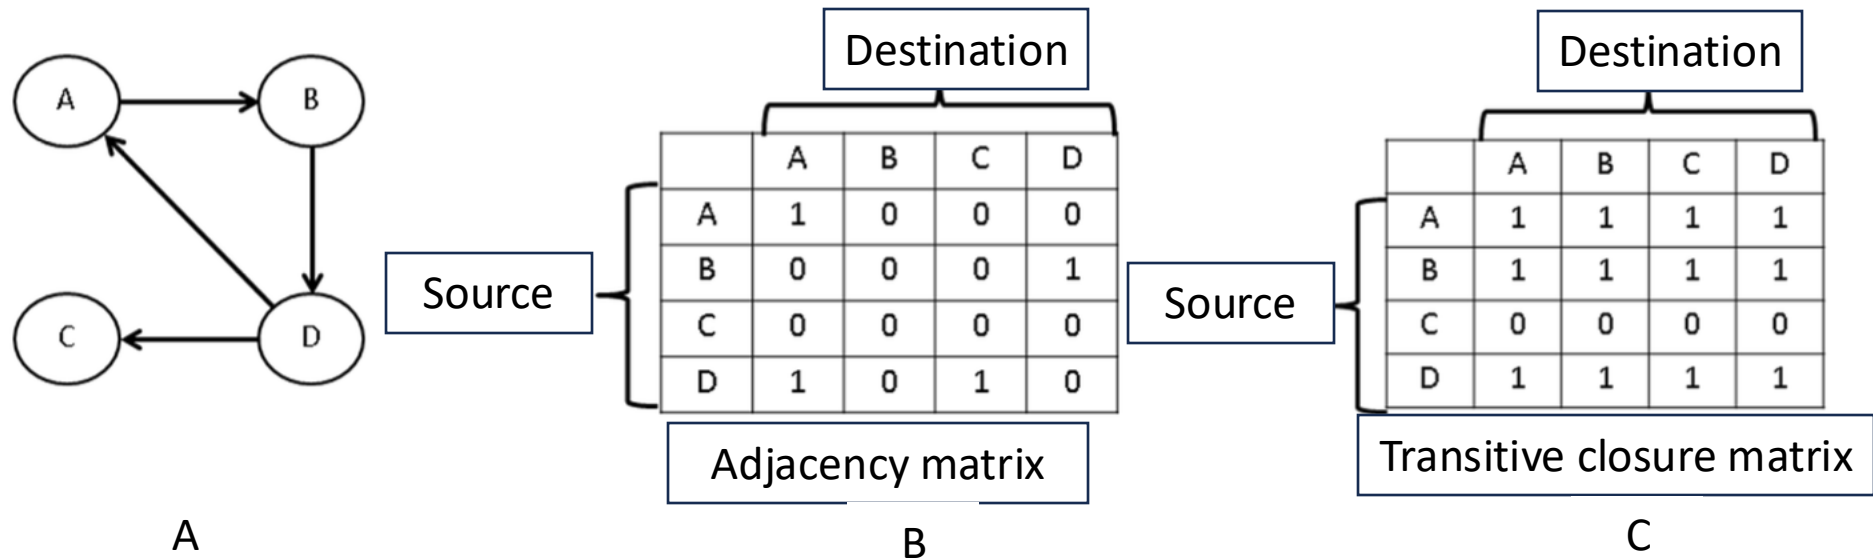 A
B
C
D
Destination
Source
A B C D
A 1 0 0 0
B 0 0 0 1
C 0 0 0 0
D 1 0 1 0
Adjacency matrix
Destination
Source
A B C D
A 1 1 1 1
B 1 1 1 1
C 0 0 0 0
D 1 1 1 1
Transitive closure matrix
A
B
C